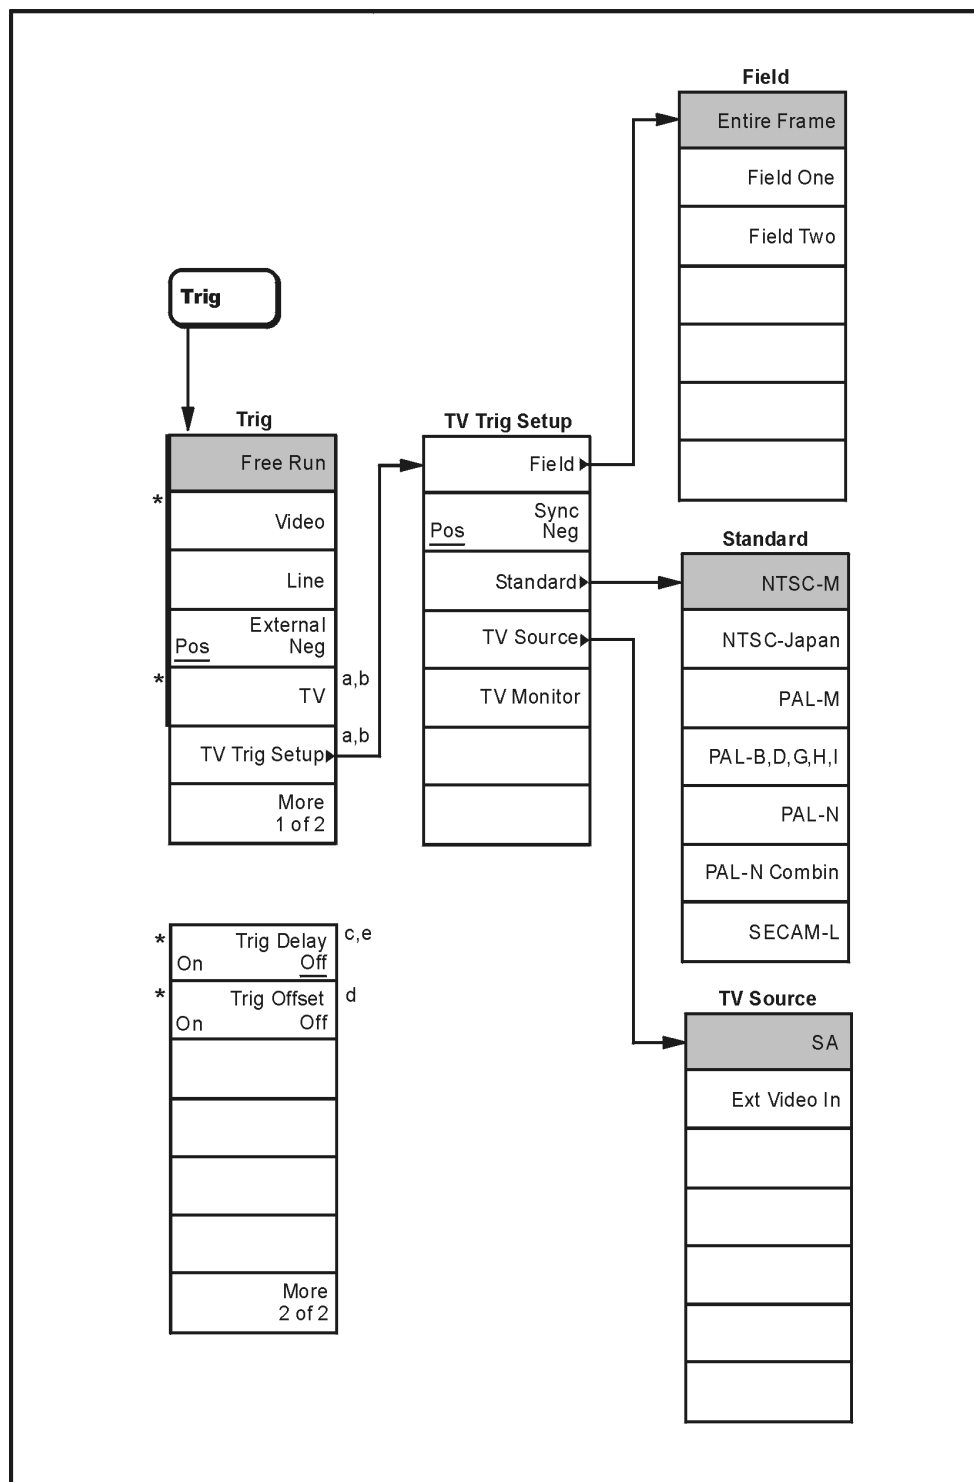 Trig
Trig
Free Run
*
Video
Line
External
Pos Neg
*
TV
a,b
TV Trig Setup
a,b
More
1 of 2
*
Trig Delay
c,e
On Off
*
Trig Offset
d
On Off
More
2 of 2
TV Trig Setup
Field
Sync
Pos Neg
Standard
TV Source
TV Monitor
Field
Entire Frame
Field One
Field Two
Standard
NTSC-M
NTSC-Japan
PAL-M
PAL-B,D,G,H,I
PAL-N
PAL-N Combin
SECAM-L
TV Source
SA
Ext Video In